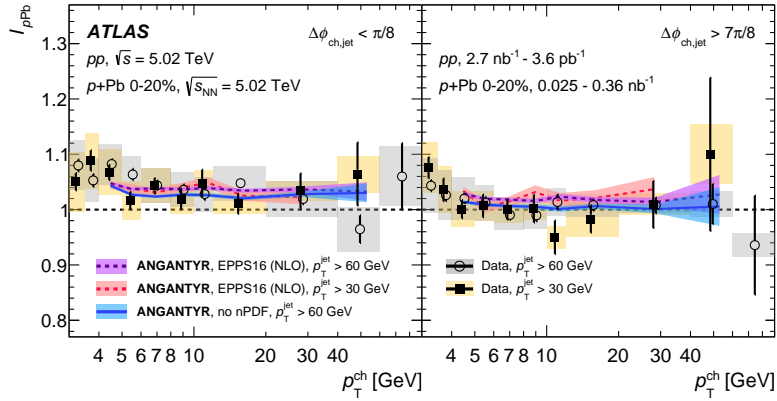 I_pPb
ATLAS
Δϕ_ch,jet < π/8
pp, √s = 5.02 TeV
p+Pb 0-20%, √s_NN = 5.02 TeV
Δϕ_ch,jet > 7π/8
pp, 2.7 nb⁻¹ - 3.6 pb⁻¹
p+Pb 0-20%, 0.025 - 0.36 nb⁻¹
1.3
1.2
1.1
1
0.9
0.8
ANGANTYR, EPPS16 (NLO), p_T^jet > 60 GeV
ANGANTYR, EPPS16 (NLO), p_T^jet > 30 GeV
ANGANTYR, no nPDF, p_T^jet > 60 GeV
Data, p_T^jet > 60 GeV
Data, p_T^jet > 30 GeV
4 5 6 7 10 20 30 40
4 5 6 7 10 20 30 40
p_T^ch [GeV]
p_T^ch [GeV]